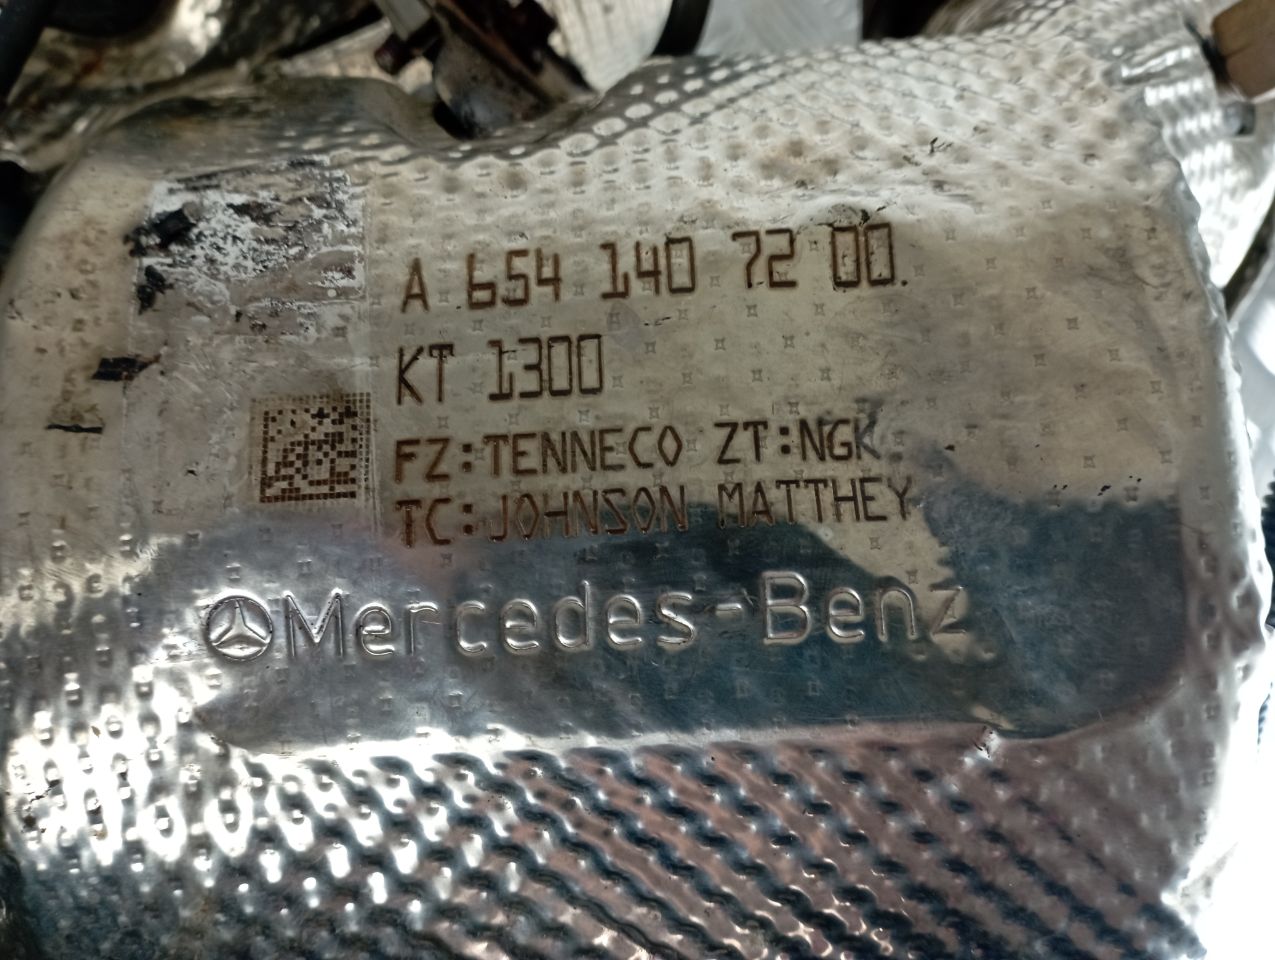 A 654 140 72 00.
KT 1300
FZ:TENNECO ZT:NGK
TC:JOHNSON MATTHEY
Mercedes-Benz